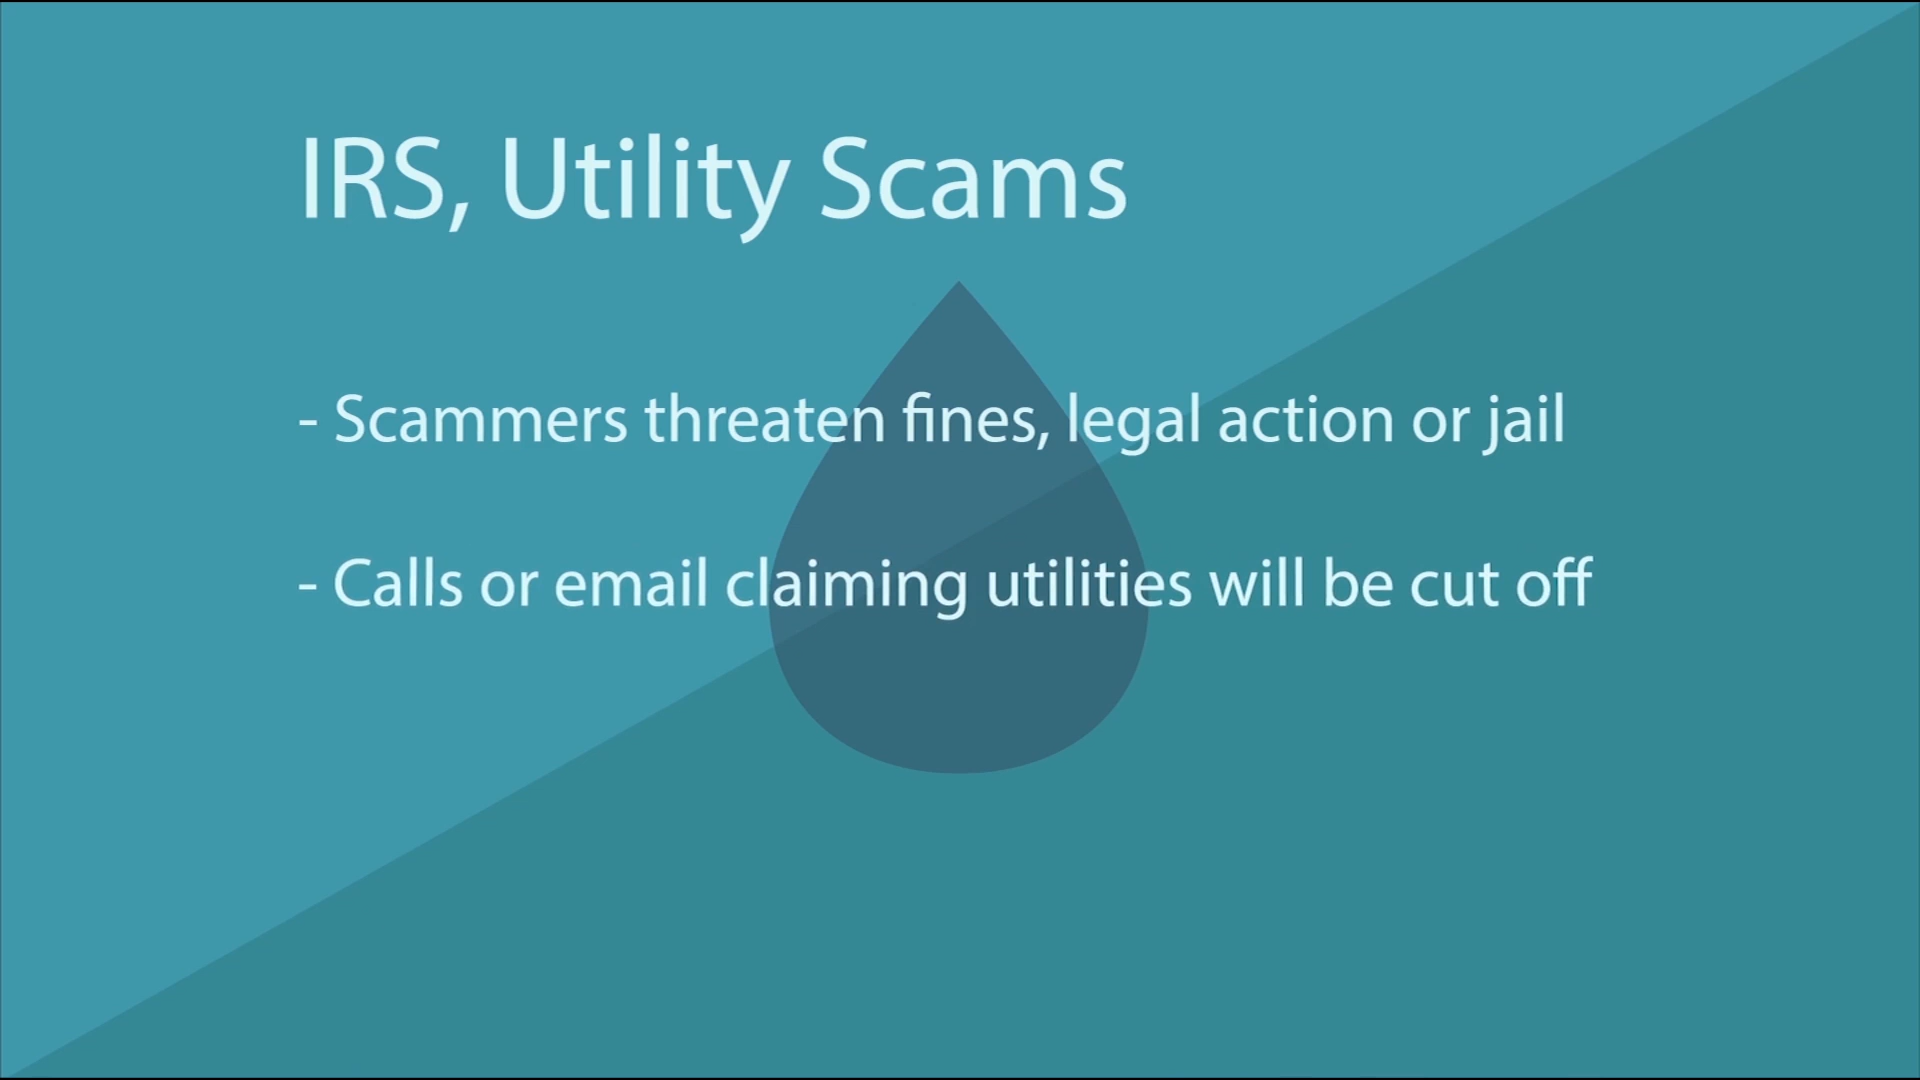 IRS, Utility Scams
- Scammers threaten fines, legal action or jail
- Calls or email claiming utilities will be cut off